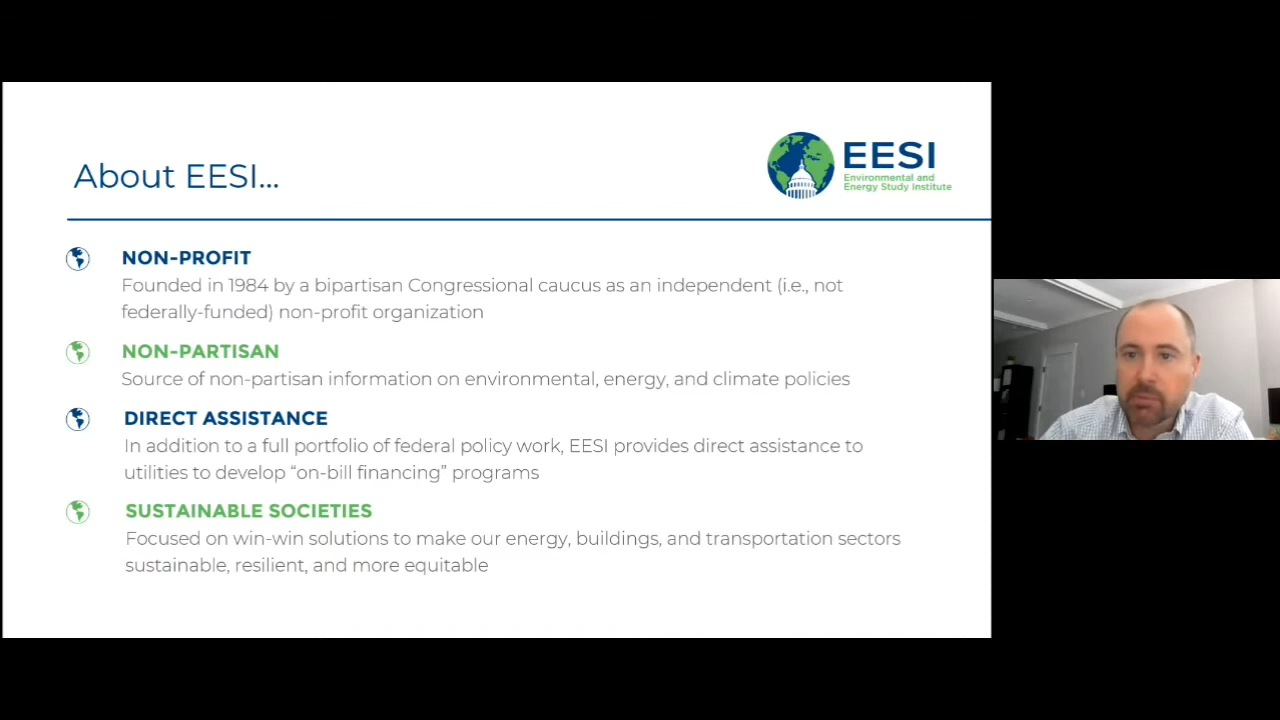 About EESI...
EESI
Environmental and
Energy Study Institute
NON-PROFIT
Founded in 1984 by a bipartisan Congressional caucus as an independent (i.e., not
federally-funded) non-profit organization
NON-PARTISAN
Source of non-partisan information on environmental, energy, and climate policies
DIRECT ASSISTANCE
In addition to a full portfolio of federal policy work, EESI provides direct assistance to
utilities to develop “on-bill financing” programs
SUSTAINABLE SOCIETIES
Focused on win-win solutions to make our energy, buildings, and transportation sectors
sustainable, resilient, and more equitable